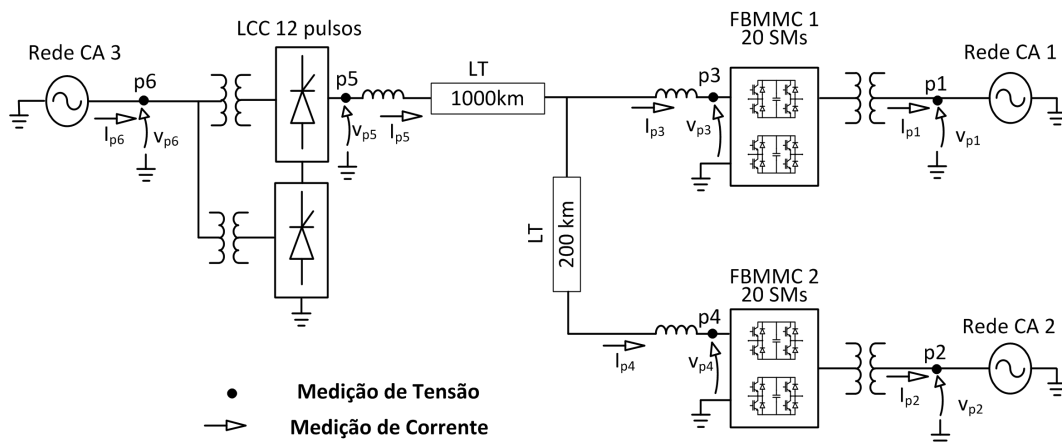 LCC 12 pulsos
FBMMC 1
20 SMs
Rede CA 3
Rede CA 1
p6
p5
LT
1000km
p3
p1
I_p6
v_p6
v_p5
I_p5
I_p3
v_p3
I_p1
v_p1
LT
200 km
FBMMC 2
20 SMs
p4
Rede CA 2
p2
I_p4
v_p4
I_p2
v_p2
Medição de Tensão
Medição de Corrente